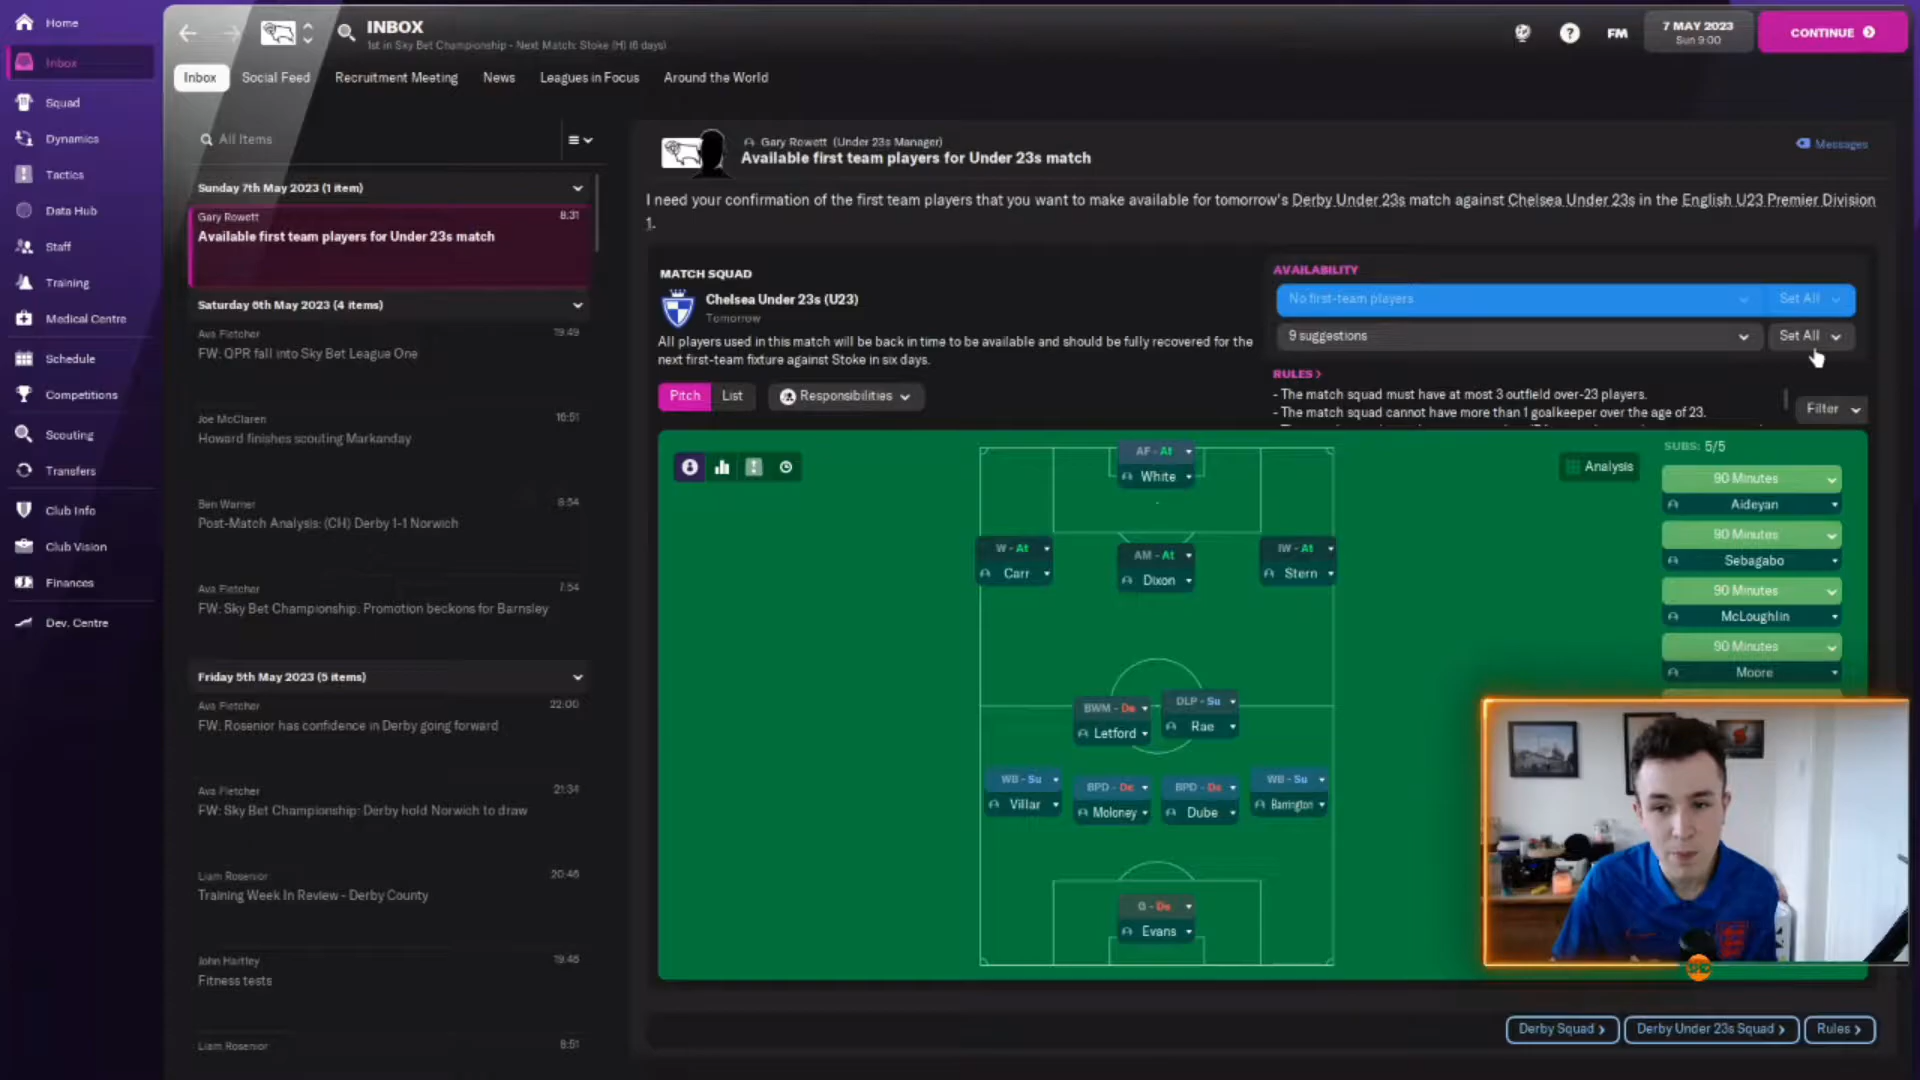 Home
Inbox
Squad
Dynamics
Tactics
Data Hub
Staff
Training
Medical Centre
Schedule
Competitions
Scouting
Transfers
Club Info
Club Vision
Finances
Dev. Centre
INBOX
1st in Sky Bet Championship - Next Match: Stoke (H) (6 days)
FM
7 MAY 2023
Sun 9:00
CONTINUE
Inbox
Social Feed
Recruitment Meeting
News
Leagues in Focus
Around the World
All Items
Sunday 7th May 2023 (1 item)
Gary Rowett 8:31
Available first team players for Under 23s match
Saturday 6th May 2023 (4 items)
Ava Fletcher 19:49
FW: QPR fall into Sky Bet League One
Joe McClaren 16:51
Howard finishes scouting Markanday
Ben Warner 8:54
Post-Match Analysis: (CH) Derby 1-1 Norwich
Ava Fletcher 7:54
FW: Sky Bet Championship: Promotion beckons for Barnsley
Friday 5th May 2023 (5 items)
Ava Fletcher 22:00
FW: Rosenior has confidence in Derby going forward
Ava Fletcher 21:34
FW: Sky Bet Championship: Derby hold Norwich to draw
Liam Rosenior 20:46
Training Week In Review - Derby County
John Hartley 19:46
Fitness tests
Liam Rosenior 8:51
Gary Rowett (Under 23s Manager)
Available first team players for Under 23s match
Messages
I need your confirmation of the first team players that you want to make available for tomorrow's Derby Under 23s match against Chelsea Under 23s in the English U23 Premier Division
1.
MATCH SQUAD
Chelsea Under 23s (U23)
Tomorrow
All players used in this match will be back in time to be available and should be fully recovered for the
next first-team fixture against Stoke in six days.
AVAILABILITY
No first-team players Set All
9 suggestions Set All
RULES >
- The match squad must have at most 3 outfield over-23 players.
- The match squad cannot have more than 1 goalkeeper over the age of 23.
Filter
Pitch List Responsibilities
Analysis
SUBS: 5/5
90 Minutes
Aideyan
90 Minutes
Sebagabo
90 Minutes
McLoughlin
90 Minutes
Moore
AF - At
White
W - At
Carr
AM - At
Dixon
IW - At
Stern
BWM - De
Letford
DLP - Su
Rae
WB - Su
Villar
BPD - De
Moloney
BPD - De
Dube
WB - Su
Barrington
G - De
Evans
Derby Squad >
Derby Under 23s Squad >
Rules >